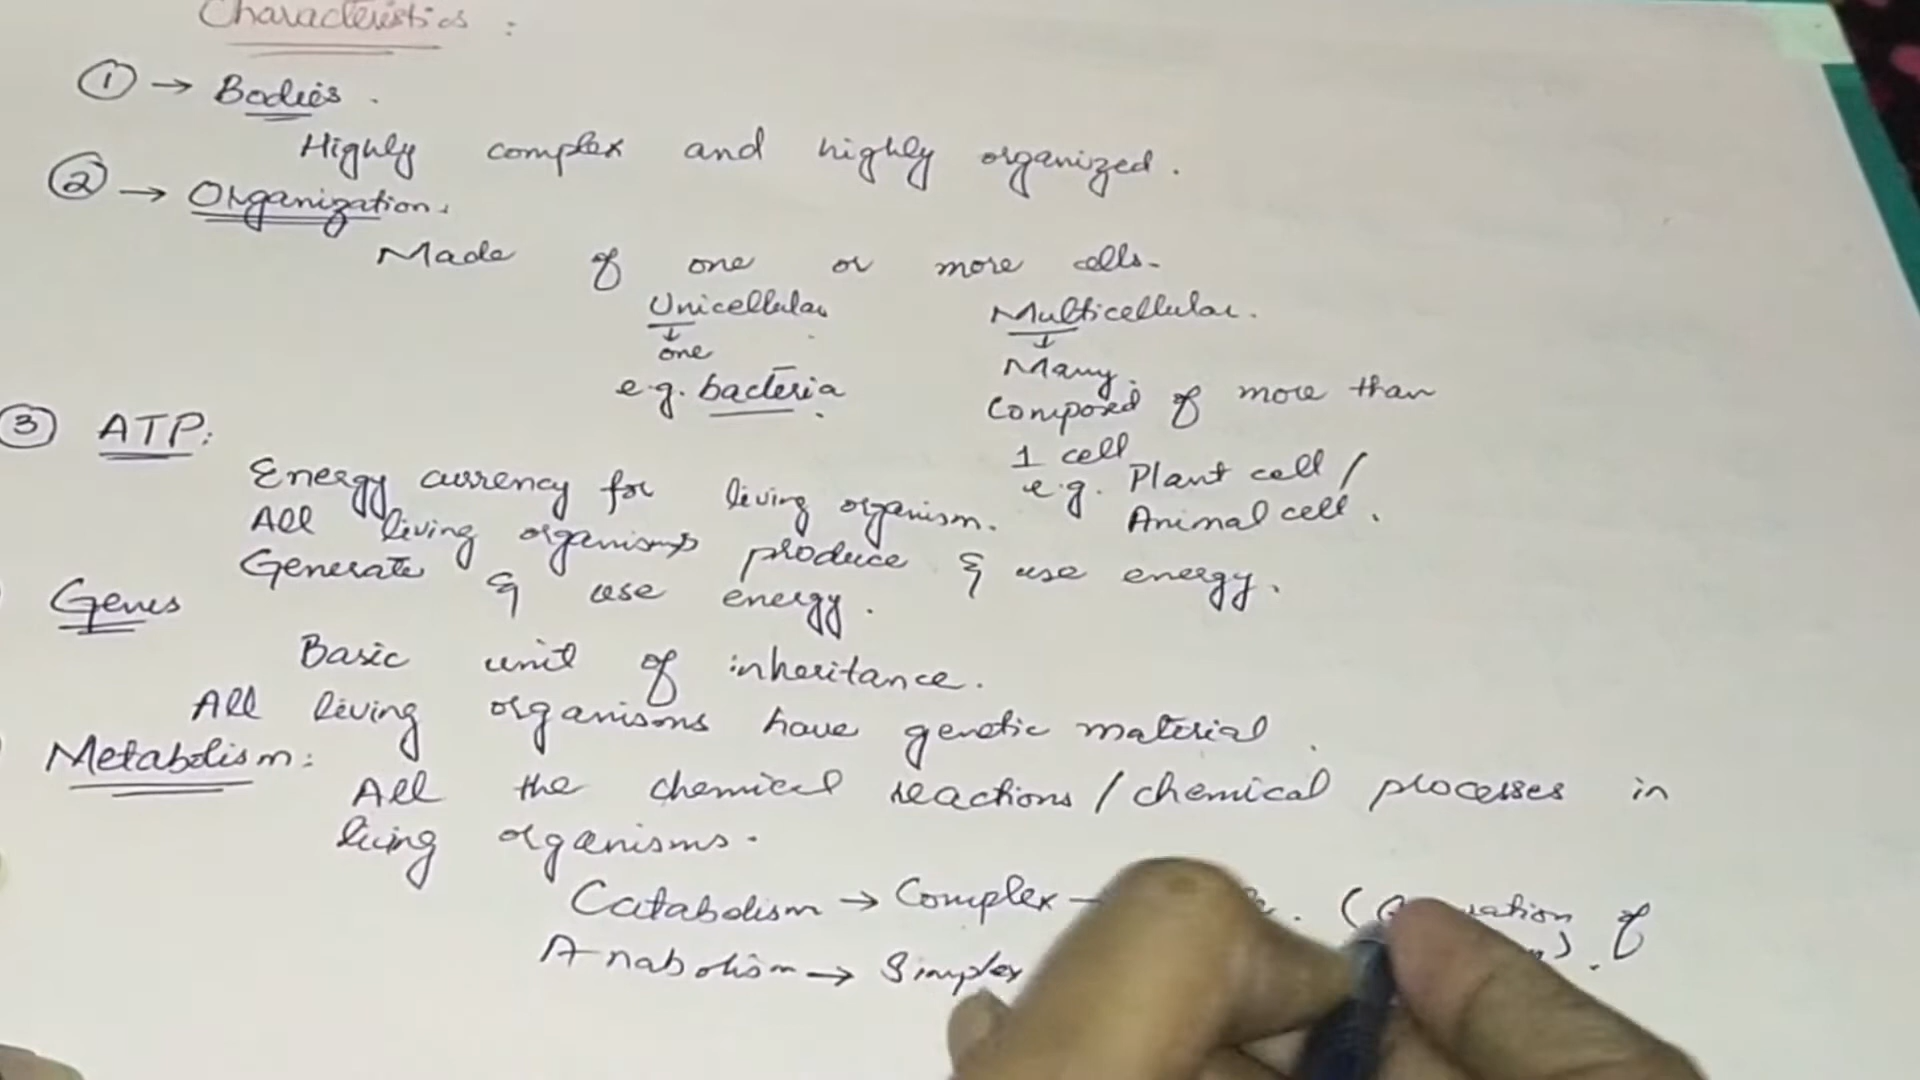 Characteristics :
① → Bodies.
Highly complex and highly organized.
② → Organization.
Made of one or more cells.
Unicellular Multicellular.
↓ ↓
one Many.
e.g. bacteria Composed of more than
1 cell
e.g. Plant cell /
Animal cell.
③ ATP:
Energy currency for living organism.
All living organisms produce & use energy.
Generate & use energy.
Genes
Basic unit of inheritance.
All living organisms have genetic material.
Metabolism:
All the chemical reactions / chemical processes in
living organisms.
Catabolism → Complex → . ( of
Anabolism → Simplex